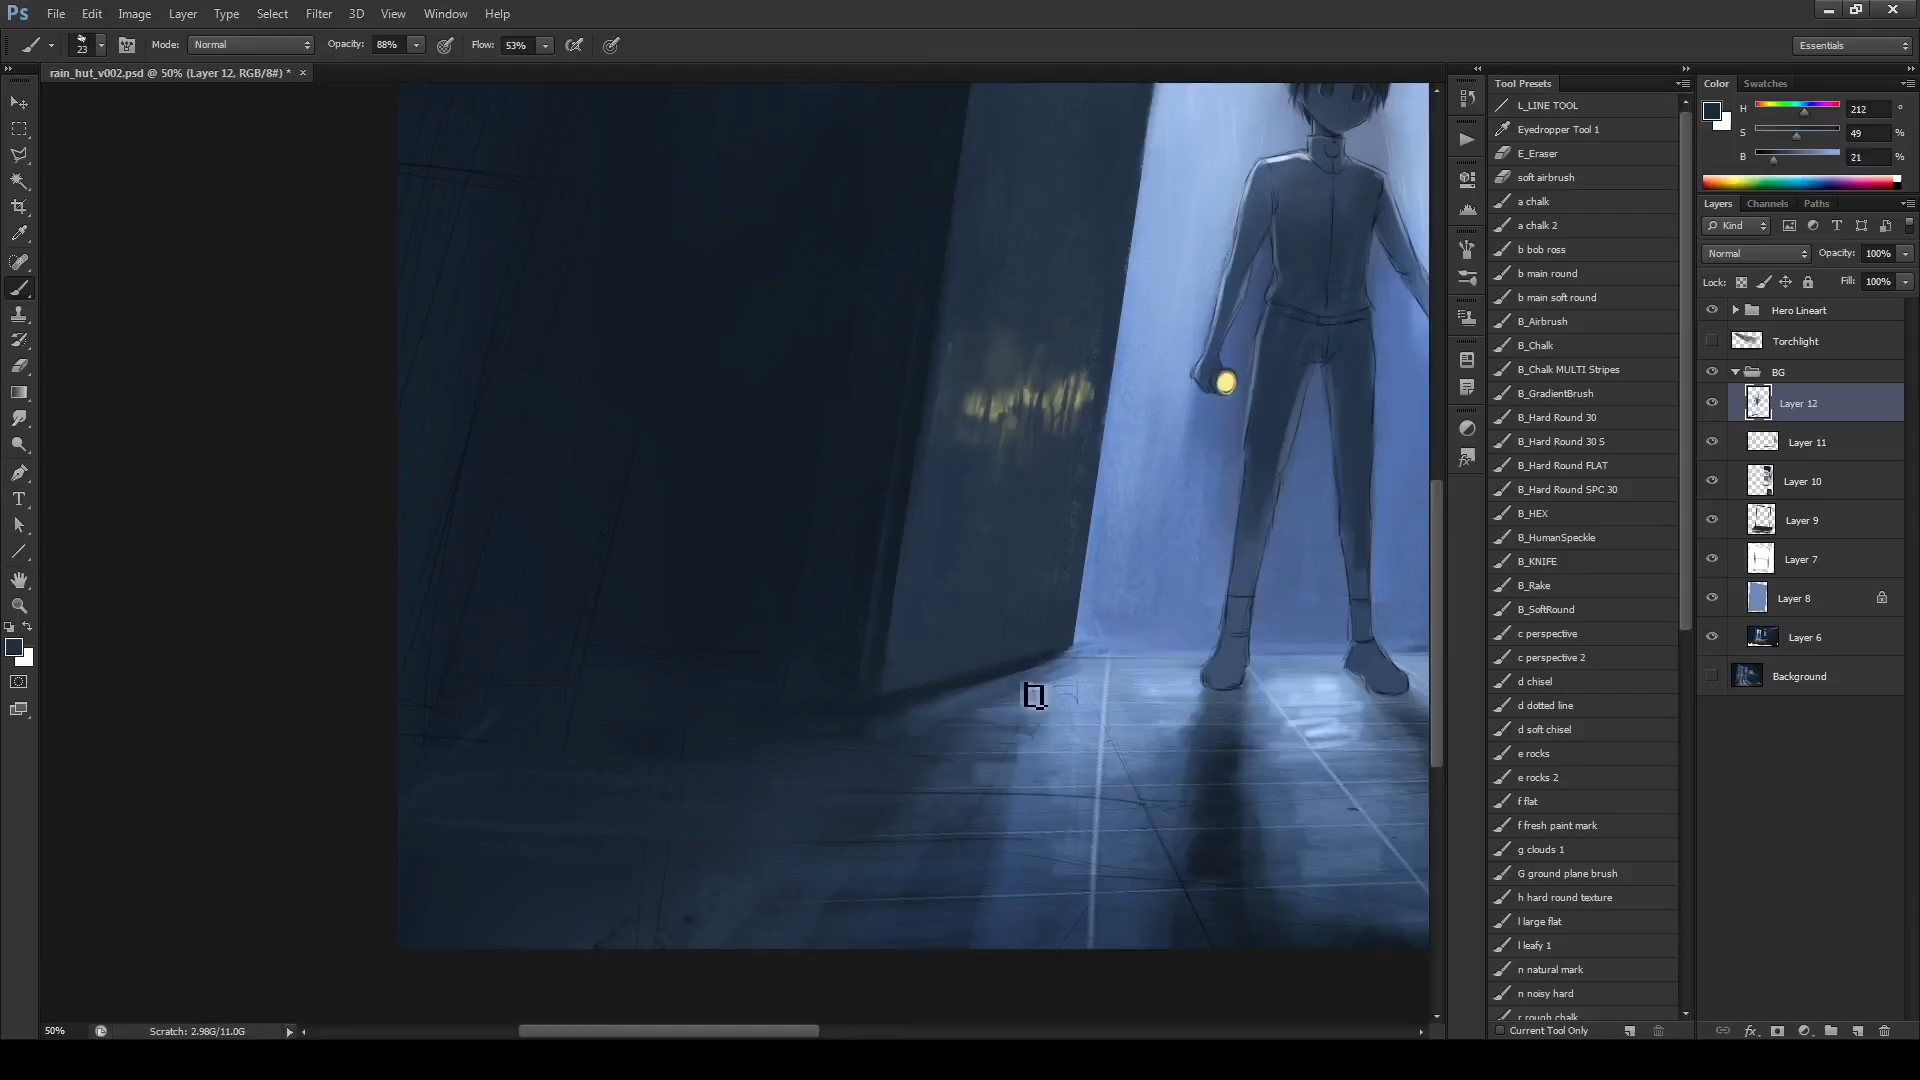 Ps File Edit Image Layer Type Select Filter 3D View Window Help
23 Mode: Normal Opacity: 88% Flow: 53% Essentials
rain_hut_v002.psd @ 50% (Layer 12, RGB/8#) * ×
Tool Presets
L_LINE TOOL
Eyedropper Tool 1
E_Eraser
soft airbrush
a chalk
a chalk 2
b bob ross
b main round
b main soft round
B_Airbrush
B_Chalk
B_Chalk MULTI Stripes
B_GradientBrush
B_Hard Round 30
B_Hard Round 30 S
B_Hard Round FLAT
B_Hard Round SPC 30
B_HEX
B_HumanSpeckle
B_KNIFE
B_Rake
B_SoftRound
c perspective
c perspective 2
d chisel
d dotted line
d soft chisel
e rocks
e rocks 2
f flat
f fresh paint mark
g clouds 1
G ground plane brush
h hard round texture
l large flat
l leafy 1
n natural mark
n noisy hard
r rough chalk
Current Tool Only
Color Swatches
H 212 °
S 49 %
B 21 %
Layers Channels Paths
Kind
Normal Opacity: 100%
Lock: Fill: 100%
Hero Lineart
Torchlight
BG
Layer 12
Layer 11
Layer 10
Layer 9
Layer 7
Layer 8
Layer 6
Background
50% Scratch: 2.98G/11.0G